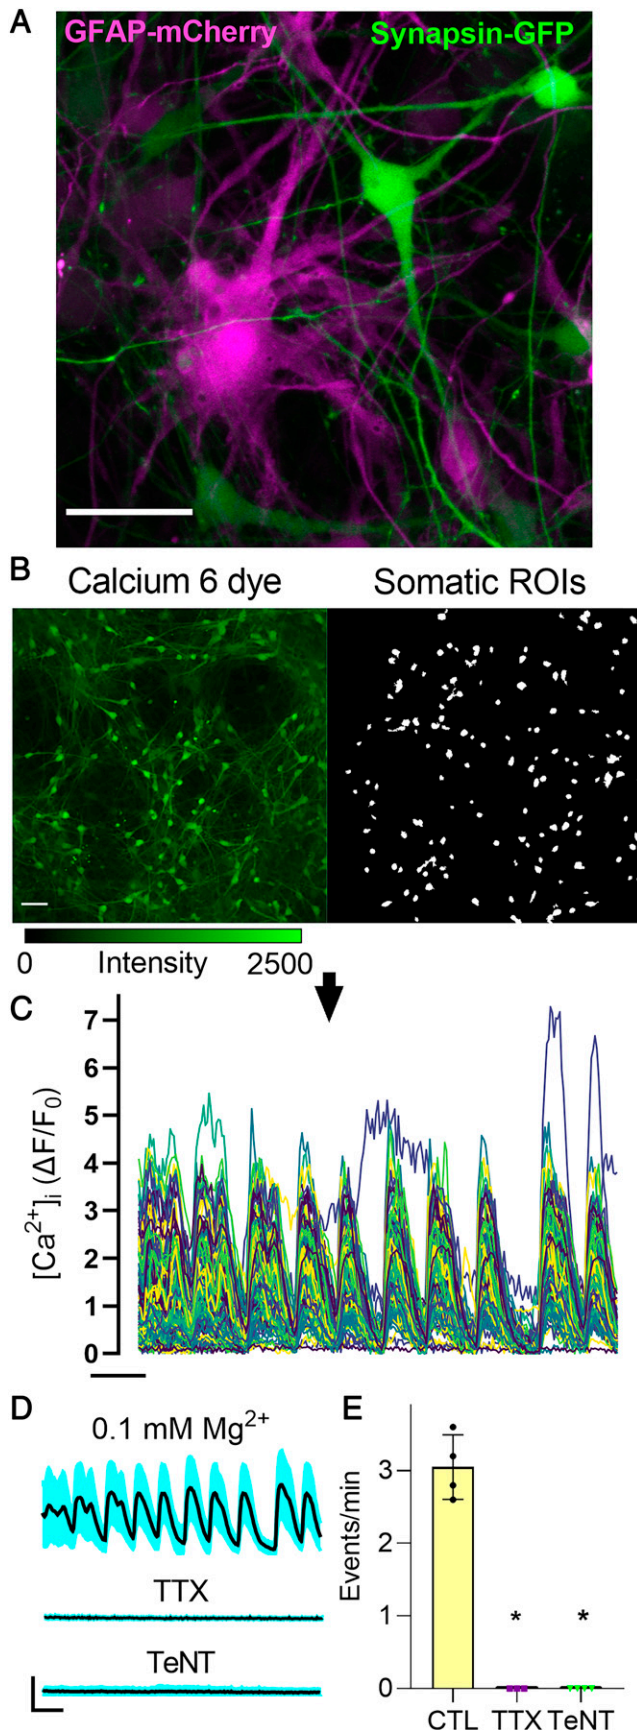 A
GFAP-mCherry Synapsin-GFP
B
Calcium 6 dye Somatic ROIs
0 Intensity 2500
C
7
6
5
4
3
2
1
0
[Ca²⁺]ᵢ (ΔF/F₀)
D
0.1 mM Mg²⁺
TTX
TeNT
E
Events/min
3
2
1
0
* *
CTL TTX TeNT